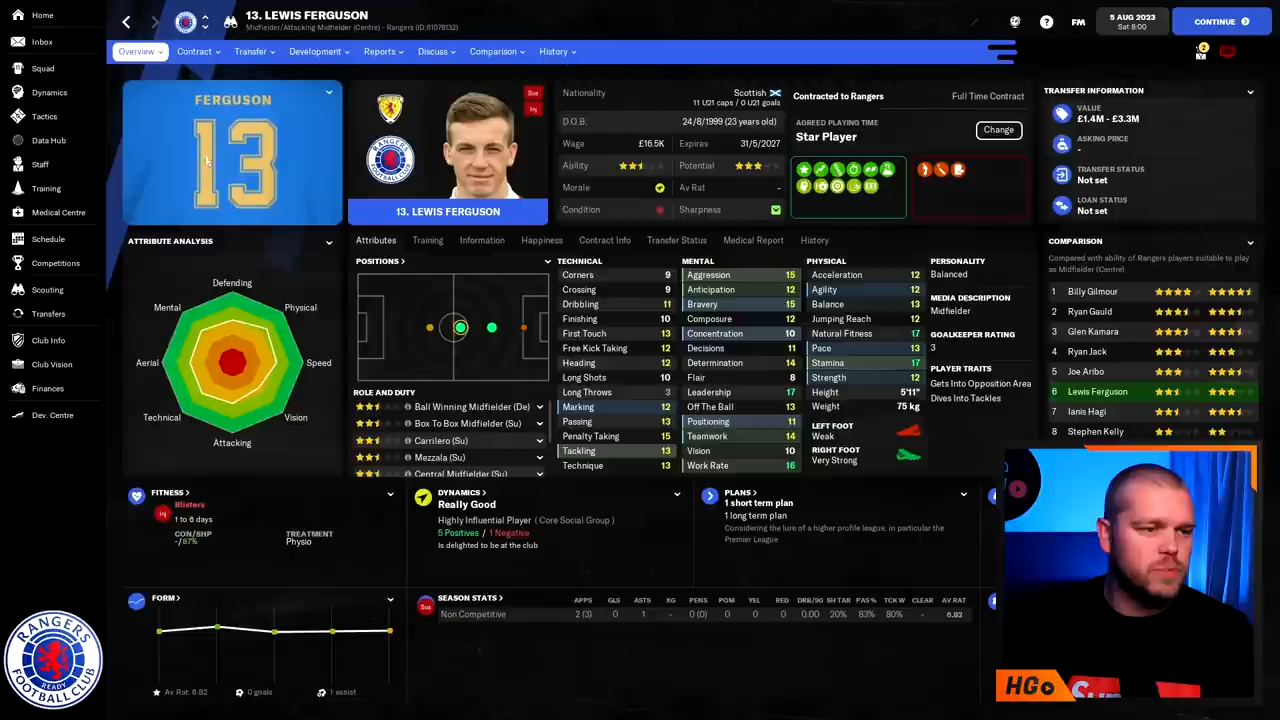 Home
Inbox
Squad
Dynamics
Tactics
Data Hub
Staff
Training
Medical Centre
Schedule
Competitions
Scouting
Transfers
Club Info
Club Vision
Finances
Dev. Centre
RANGERS
READY
FOOTBALL CLUB
13. LEWIS FERGUSON
Midfielder/Attacking Midfielder (Centre) - Rangers (ID:61078132)
FM
5 AUG 2023
Sat 8:00
CONTINUE
2
Overview
Contract
Transfer
Development
Reports
Discuss
Comparison
History
FERGUSON
13
Sus
Inj
13. LEWIS FERGUSON
Nationality Scottish
11 U21 caps / 0 U21 goals
D.O.B. 24/8/1999 (23 years old)
Wage £16.5K Expires 31/5/2027
Ability Potential
Morale Av Rat -
Condition Sharpness
Contracted to Rangers Full Time Contract
AGREED PLAYING TIME
Star Player
Change
TRANSFER INFORMATION
VALUE
£1.4M - £3.3M
ASKING PRICE
-
TRANSFER STATUS
Not set
LOAN STATUS
Not set
ATTRIBUTE ANALYSIS
Defending
Physical
Speed
Vision
Attacking
Technical
Aerial
Mental
Attributes Training Information Happiness Contract Info Transfer Status Medical Report History
POSITIONS >
ROLE AND DUTY
Ball Winning Midfielder (De)
Box To Box Midfielder (Su)
Carrilero (Su)
Mezzala (Su)
Central Midfielder (Su)
TECHNICAL
Corners 9
Crossing 9
Dribbling 11
Finishing 10
First Touch 13
Free Kick Taking 12
Heading 12
Long Shots 10
Long Throws 3
Marking 12
Passing 13
Penalty Taking 15
Tackling 13
Technique 13
MENTAL
Aggression 15
Anticipation 12
Bravery 15
Composure 12
Concentration 10
Decisions 11
Determination 14
Flair 8
Leadership 17
Off The Ball 13
Positioning 11
Teamwork 14
Vision 10
Work Rate 16
PHYSICAL
Acceleration 12
Agility 12
Balance 13
Jumping Reach 12
Natural Fitness 17
Pace 13
Stamina 17
Strength 12
Height 5'11"
Weight 75 kg
LEFT FOOT
Weak
RIGHT FOOT
Very Strong
PERSONALITY
Balanced
MEDIA DESCRIPTION
Midfielder
GOALKEEPER RATING
3
PLAYER TRAITS
Gets Into Opposition Area
Dives Into Tackles
COMPARISON
Compared with ability of Rangers players suitable to play
as Midfielder (Centre)
1 Billy Gilmour
2 Ryan Gauld
3 Glen Kamara
4 Ryan Jack
5 Joe Aribo
6 Lewis Ferguson
7 Ianis Hagi
8 Stephen Kelly
FITNESS >
Inj
Blisters
1 to 6 days
CON/SHP
-/87%
TREATMENT
Physio
DYNAMICS >
Really Good
Highly Influential Player ( Core Social Group )
5 Positives / 1 Negative
Is delighted to be at the club
PLANS >
1 short term plan
1 long term plan
Considering the lure of a higher profile league, in particular the
Premier League
FORM >
Av Rat: 6.82
0 goals
1 assist
SEASON STATS > APPS GLS ASTS XG PENS POM YEL RED DRB/90 SH TAR PAS % TCK W CLEAR AV RAT
Sus
Non Competitive 2 (3) 0 1 - 0 (0) 0 0 0 0.00 20% 83% 80% - 6.82
HGO